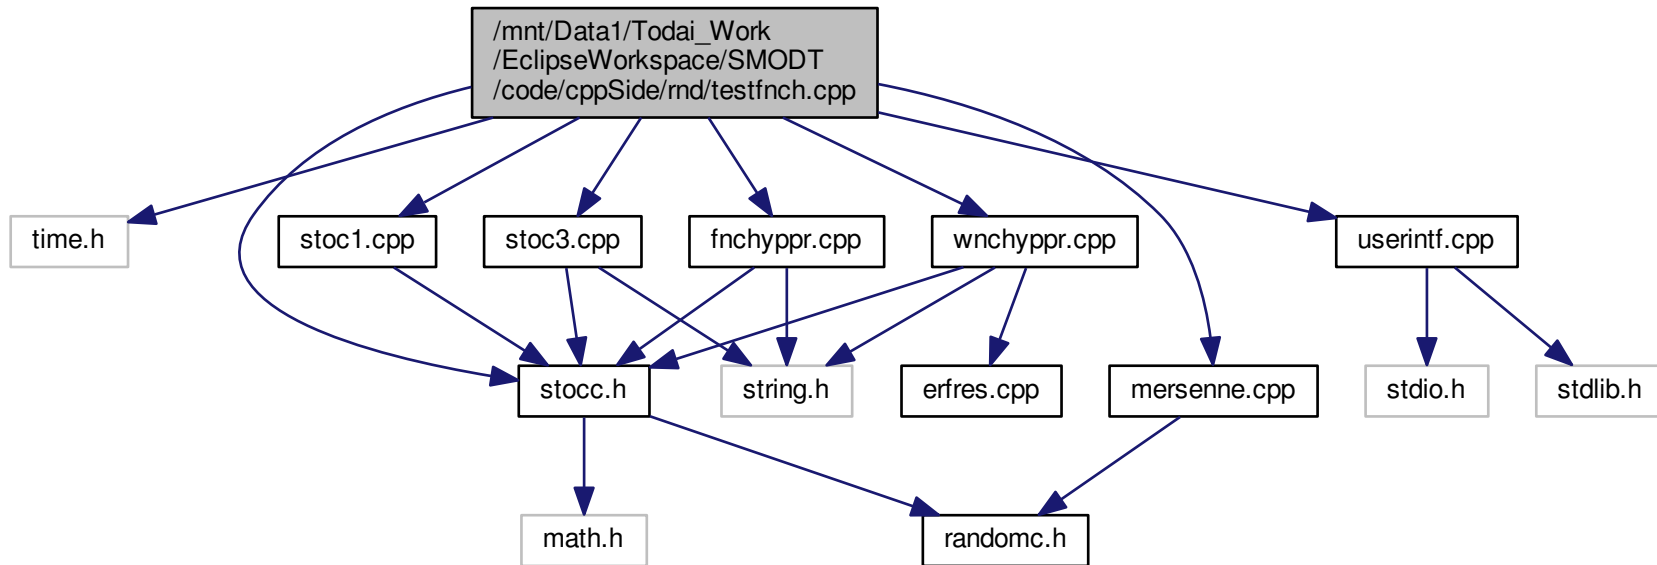 /mnt/Data1/Todai_Work
/EclipseWorkspace/SMODT
/code/cppSide/rnd/testfnch.cpp
time.h
stoc1.cpp
stoc3.cpp
fnchyppr.cpp
wnchyppr.cpp
userintf.cpp
stocc.h
string.h
erfres.cpp
mersenne.cpp
stdio.h
stdlib.h
math.h
randomc.h